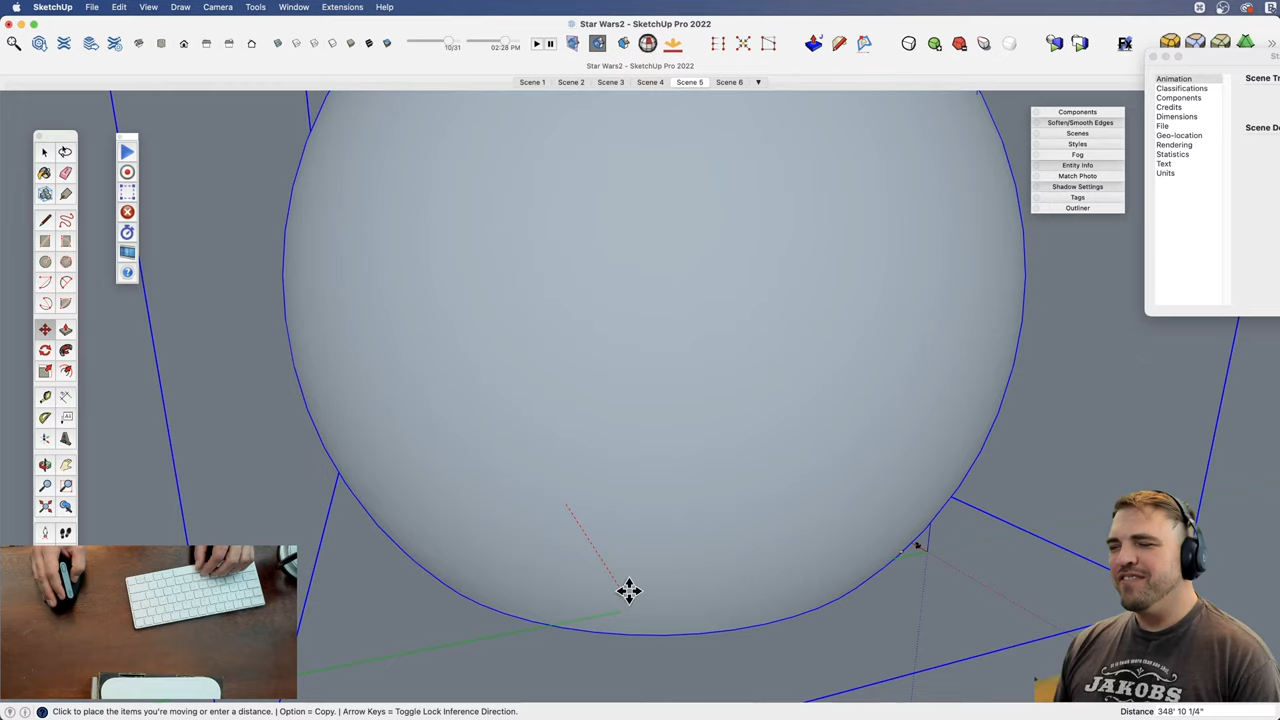 SketchUp File Edit View Draw Camera Tools Window Extensions Help
Star Wars2 - SketchUp Pro 2022
10/31 02:28 PM
Star Wars2 - SketchUp Pro 2022
Scene 1 Scene 2 Scene 3 Scene 4 Scene 5 Scene 6
Animation
Classifications
Components
Credits
Dimensions
File
Geo-location
Rendering
Statistics
Text
Units
Scene Tr
Scene De
Components
Soften/Smooth Edges
Scenes
Styles
Fog
Entity Info
Match Photo
Shadow Settings
Tags
Outliner
JAKOBS
Click to place the items you're moving or enter a distance. | Option = Copy. | Arrow Keys = Toggle Lock Inference Direction.
Distance 348' 10 1/4"